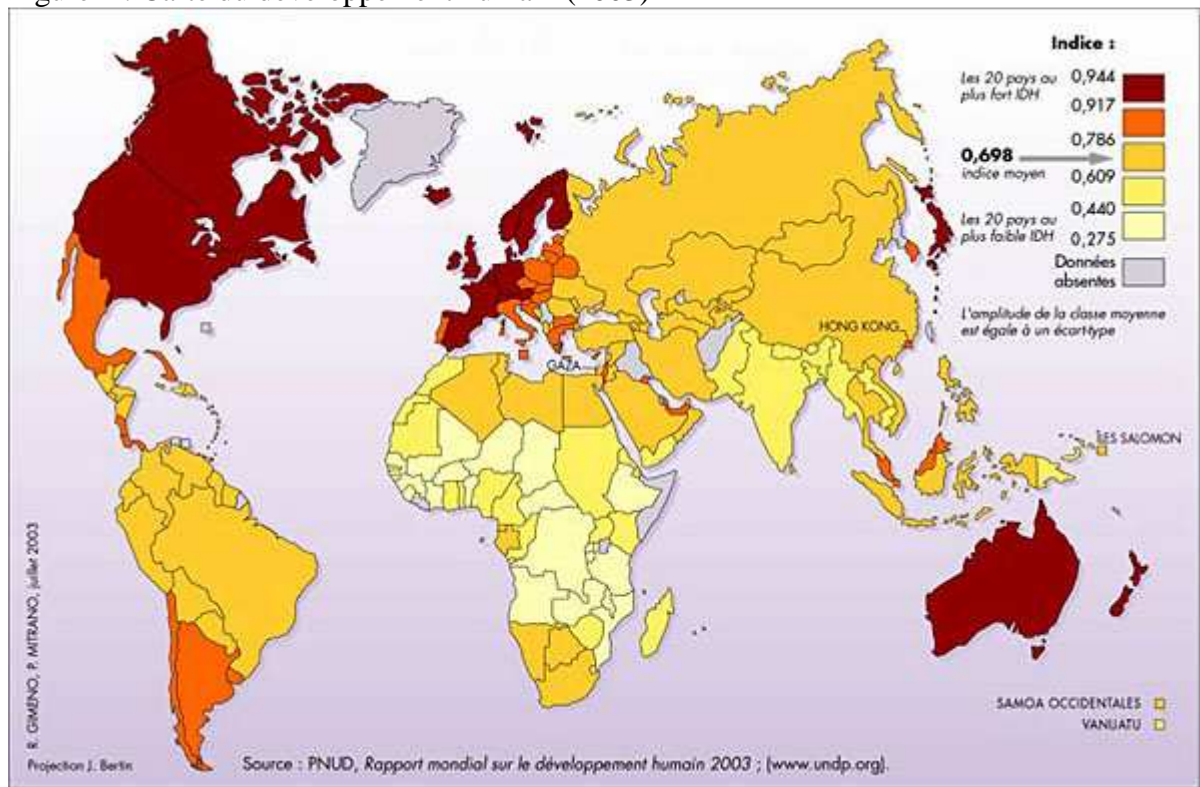 Indice :
Les 20 pays au
plus fort IDH
0,944
0,917
0,786
0,698
indice moyen
0,609
0,440
Les 20 pays au
plus faible IDH
0,275
Données
absentes
L'amplitude de la classe moyenne
est égale à un écart-type
HONG KONG
GAZA
ÎLES SALOMON
SAMOA OCCIDENTALES
VANUATU
R. GIMENO, P. MITRANO, juillet 2003
Projection J. Bertin
Source : PNUD, Rapport mondial sur le développement humain 2003 ; (www.undp.org).